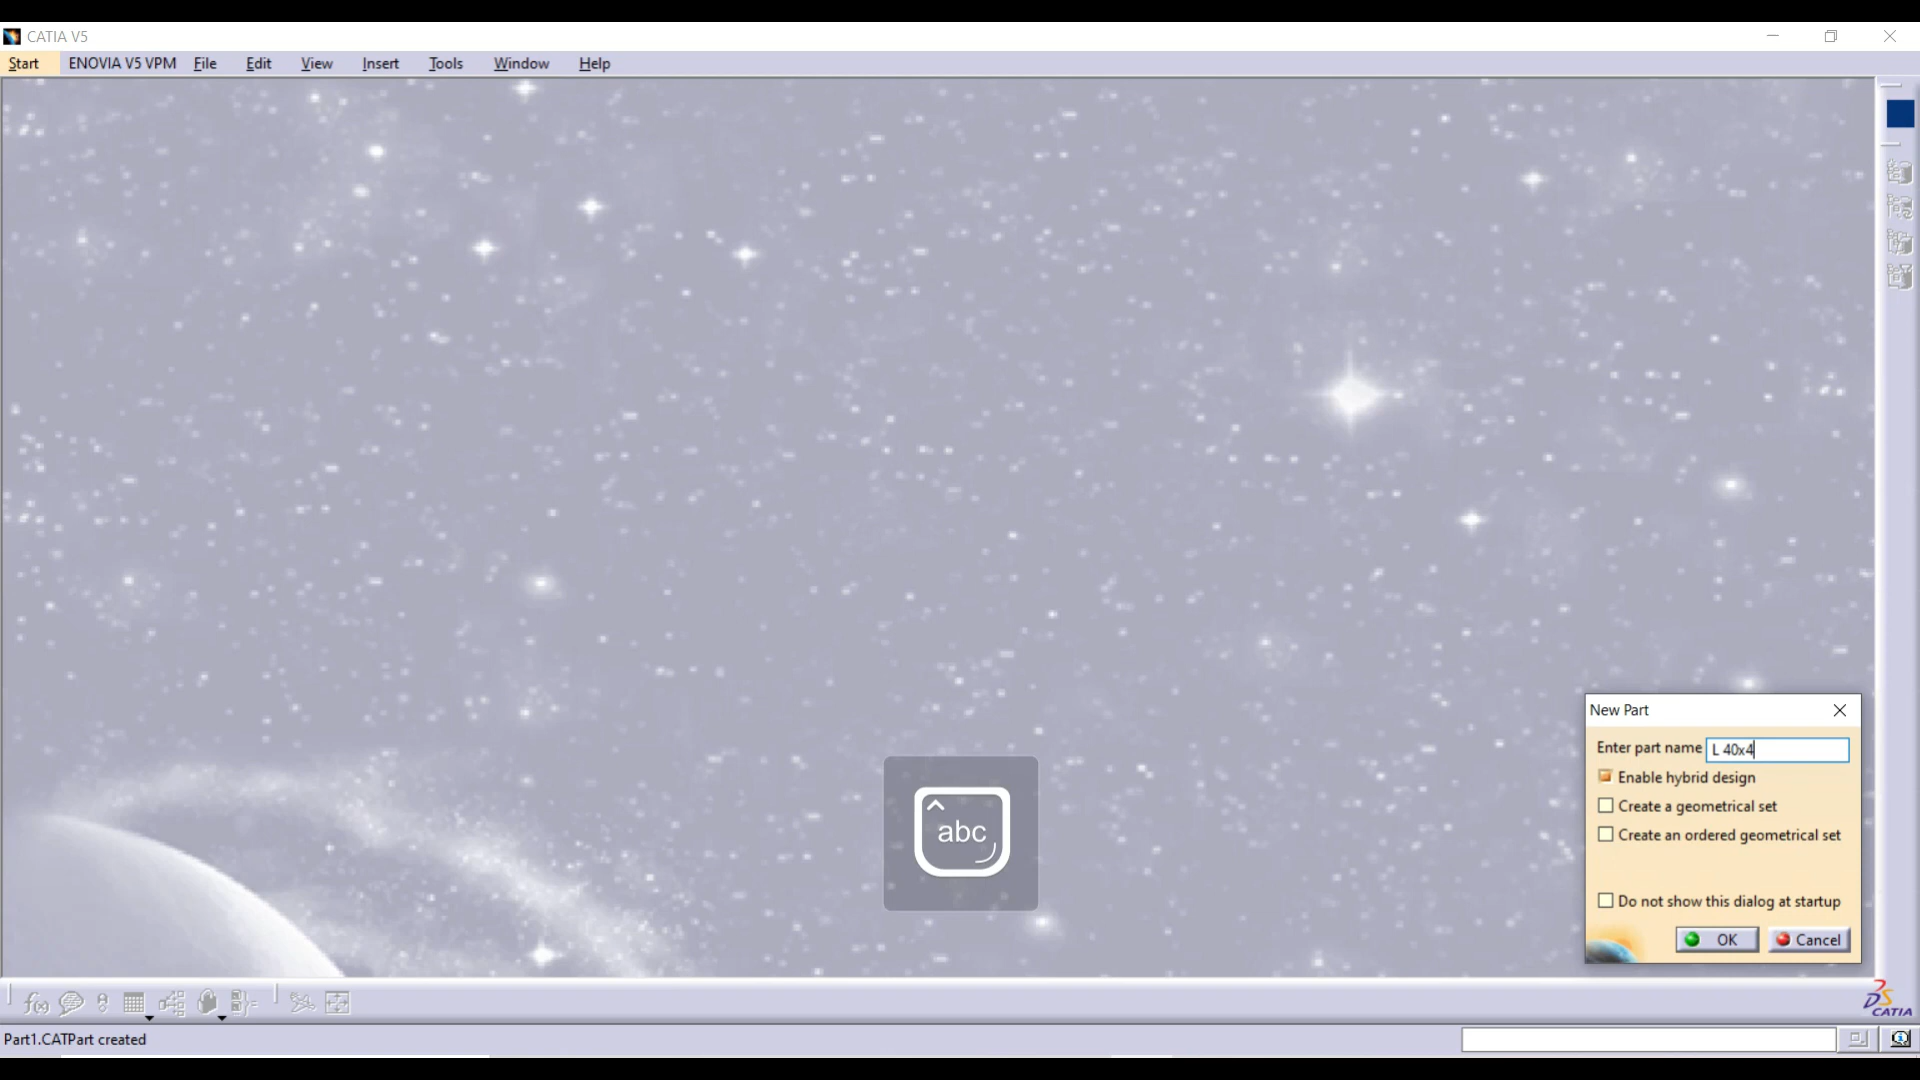 CATIA V5
Start ENOVIA V5 VPM File Edit View Insert Tools Window Help
New Part
Enter part name L 40x4
Enable hybrid design
Create a geometrical set
Create an ordered geometrical set
Do not show this dialog at startup
OK Cancel
abc
f(x)
DS CATIA
Part1.CATPart created